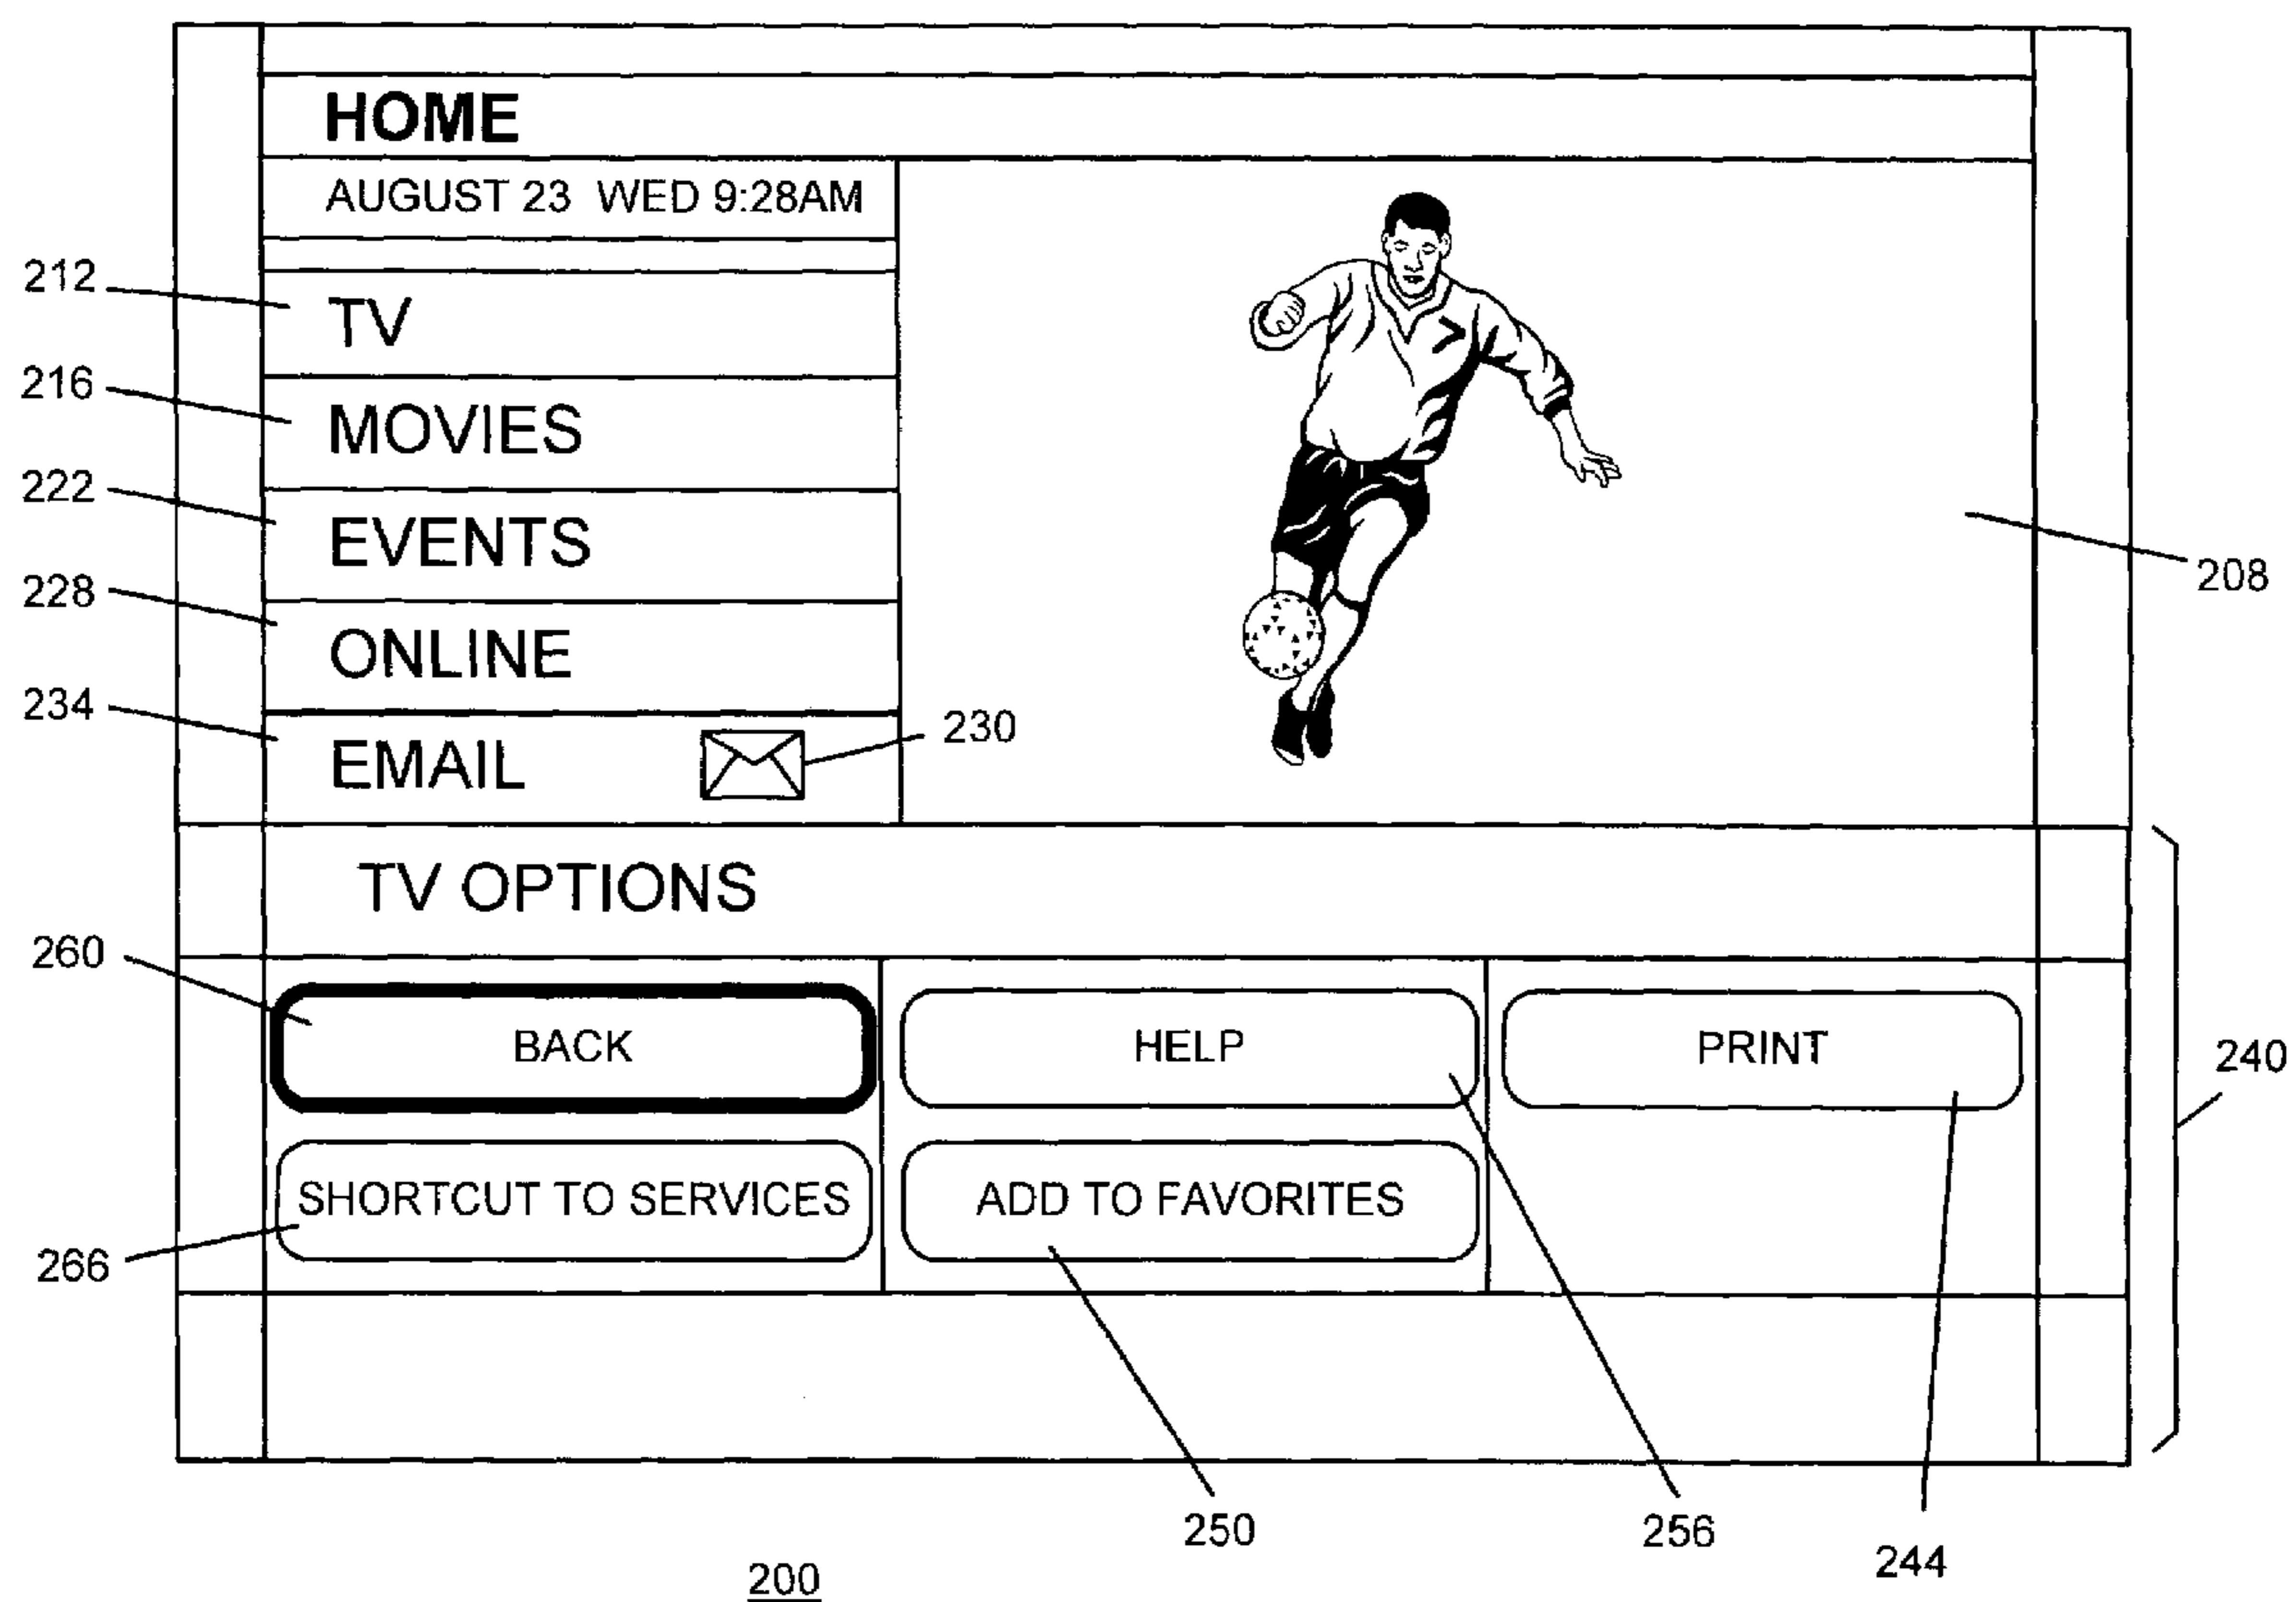 HOME
AUGUST 23 WED 9:28AM
212
TV
216
MOVIES
222
EVENTS
208
228
ONLINE
234
EMAIL
230
TV OPTIONS
260
BACK
HELP
PRINT
240
SHORTCUT TO SERVICES
ADD TO FAVORITES
266
250
256
244
200